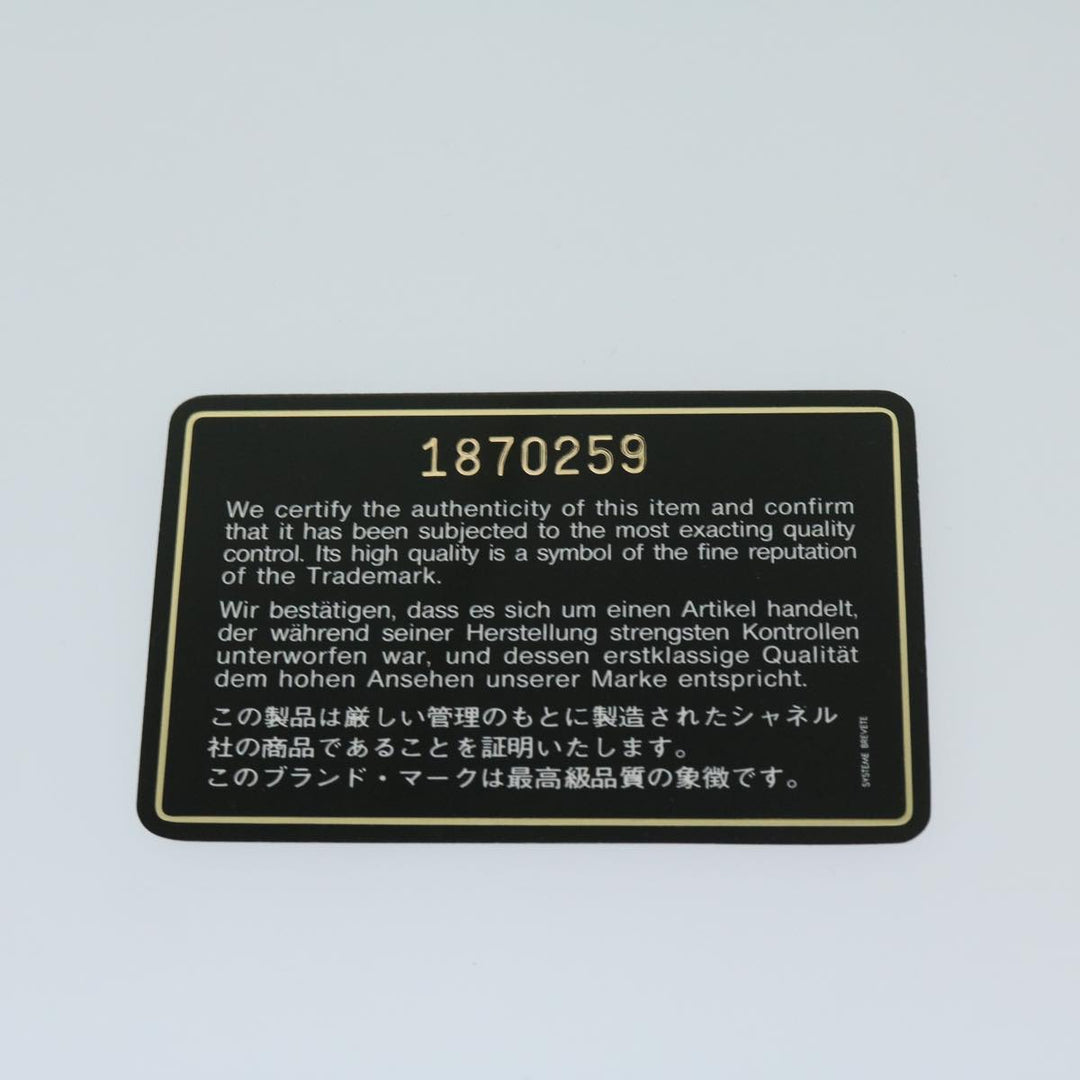 1870259
We certify the authenticity of this item and confirm
that it has been subjected to the most exacting quality
control. Its high quality is a symbol of the fine reputation
of the Trademark.
Wir bestätigen, dass es sich um einen Artikel handelt,
der während seiner Herstellung strengsten Kontrollen
unterworfen war, und dessen erstklassige Qualität
dem hohen Ansehen unserer Marke entspricht.
この製品は厳しい管理のもとに製造されたシャネル
社の商品であることを証明いたします。
このブランド・マークは最高級品質の象徴です。
SYSTEME BREVETE